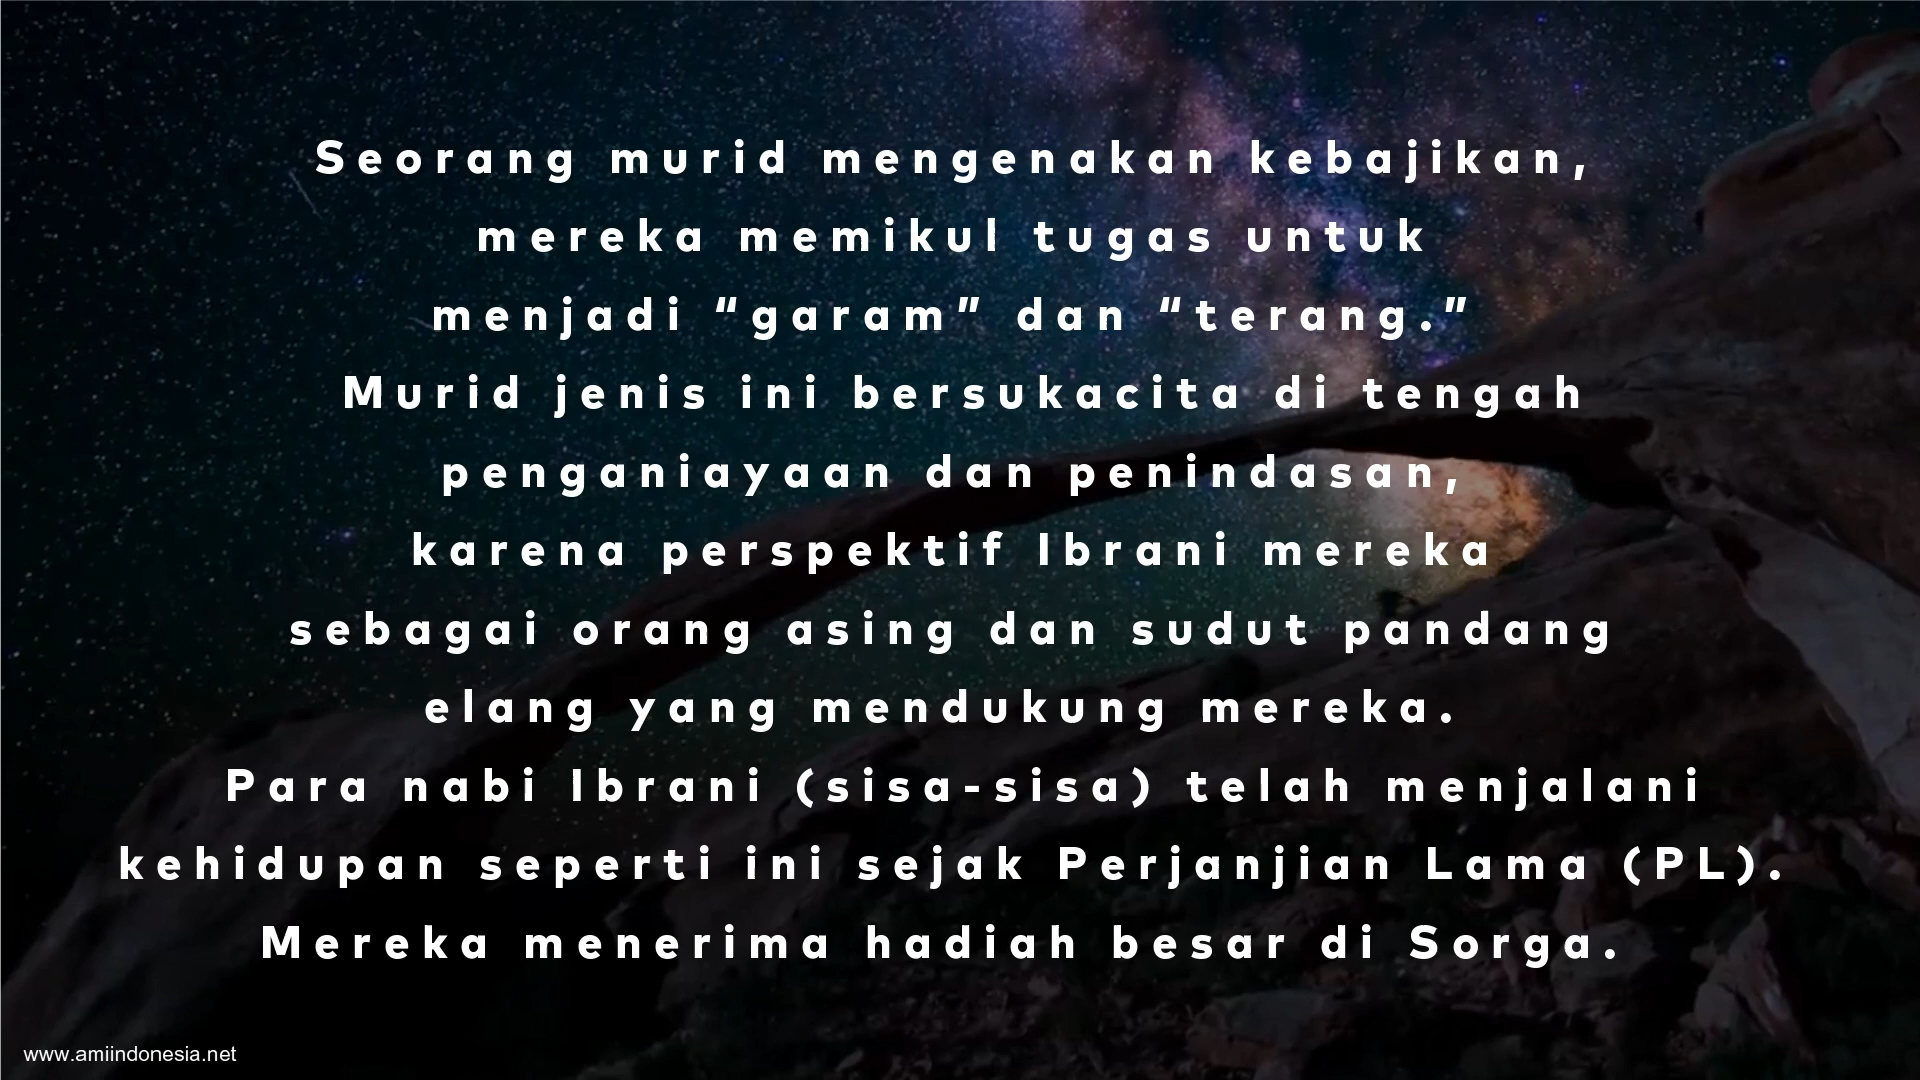 Seorang murid mengenakan kebajikan,
mereka memikul tugas untuk
menjadi “garam” dan “terang.”
Murid jenis ini bersukacita di tengah
penganiayaan dan penindasan,
karena perspektif Ibrani mereka
sebagai orang asing dan sudut pandang
elang yang mendukung mereka.
Para nabi Ibrani (sisa-sisa) telah menjalani
kehidupan seperti ini sejak Perjanjian Lama (PL).
Mereka menerima hadiah besar di Sorga.
www.amiindonesia.net